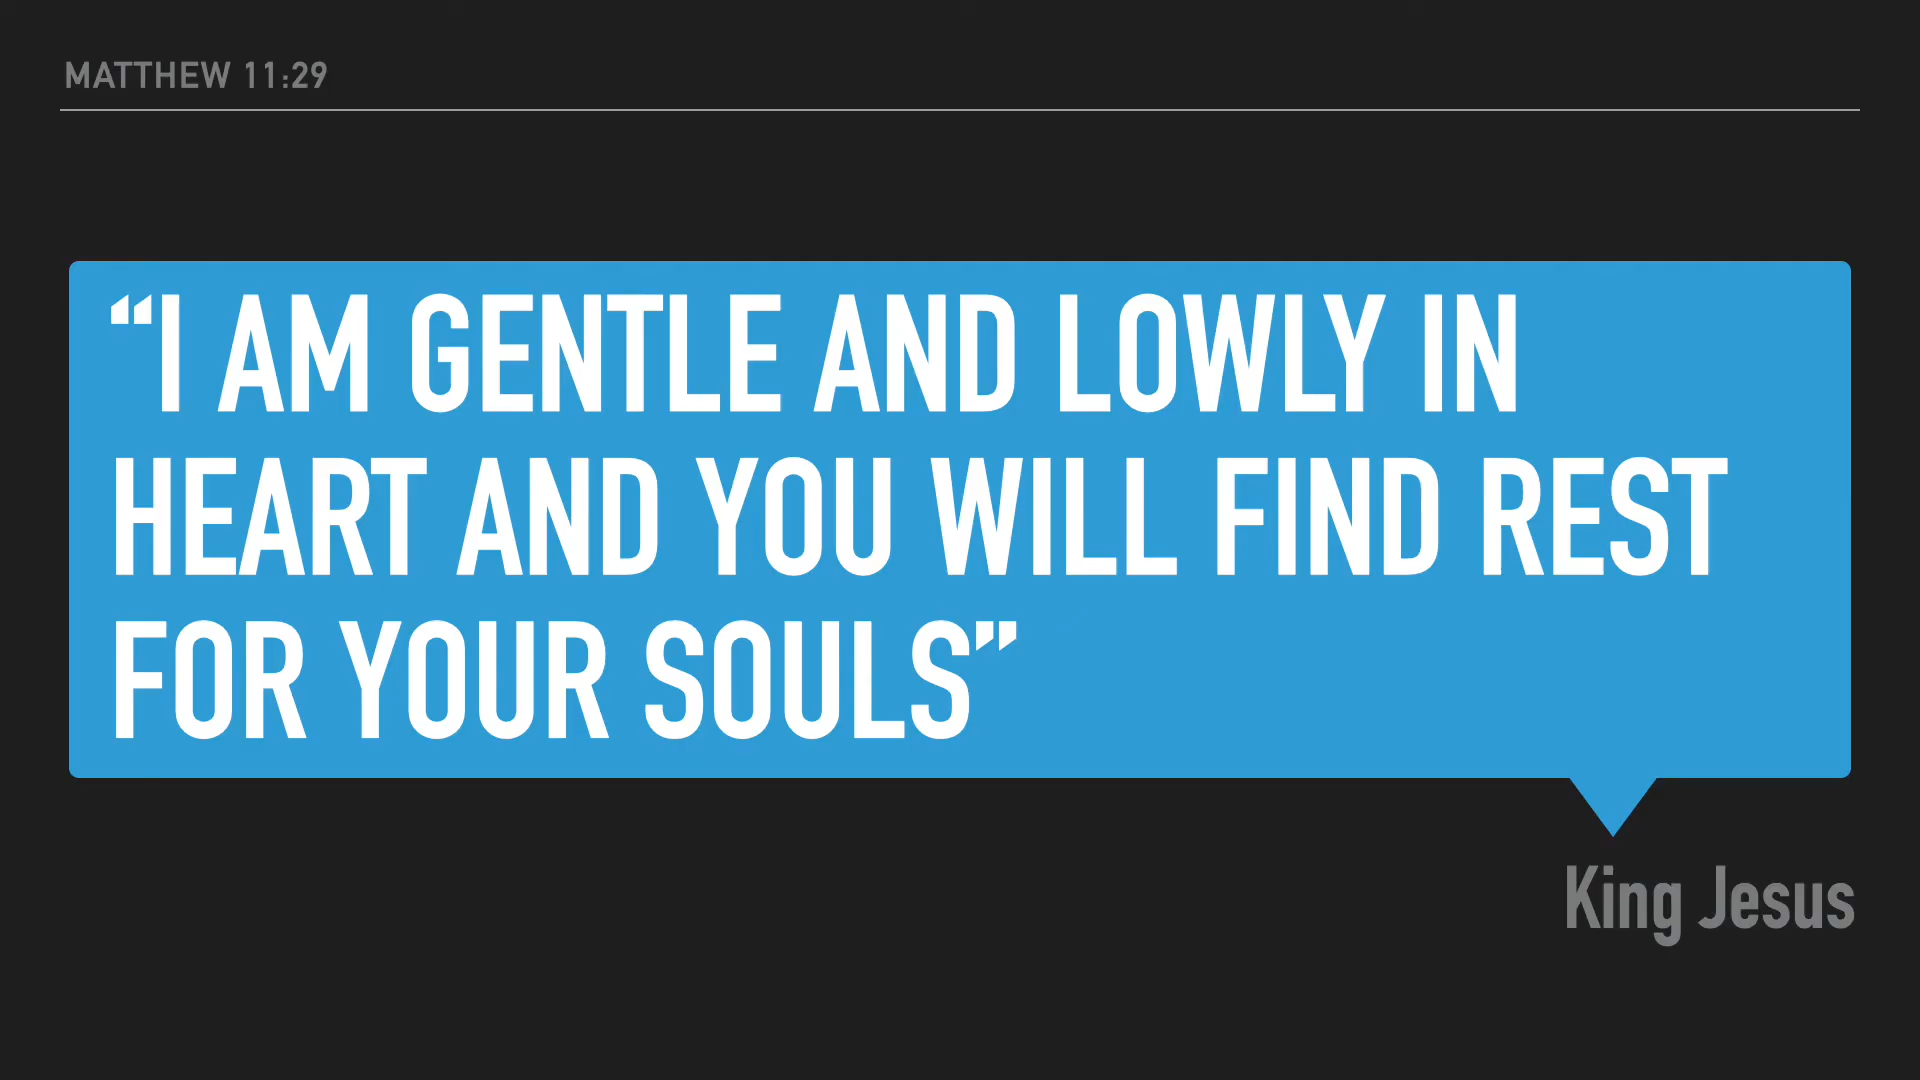 MATTHEW 11:29
“I AM GENTLE AND LOWLY IN
HEART AND YOU WILL FIND REST
FOR YOUR SOULS”
King Jesus